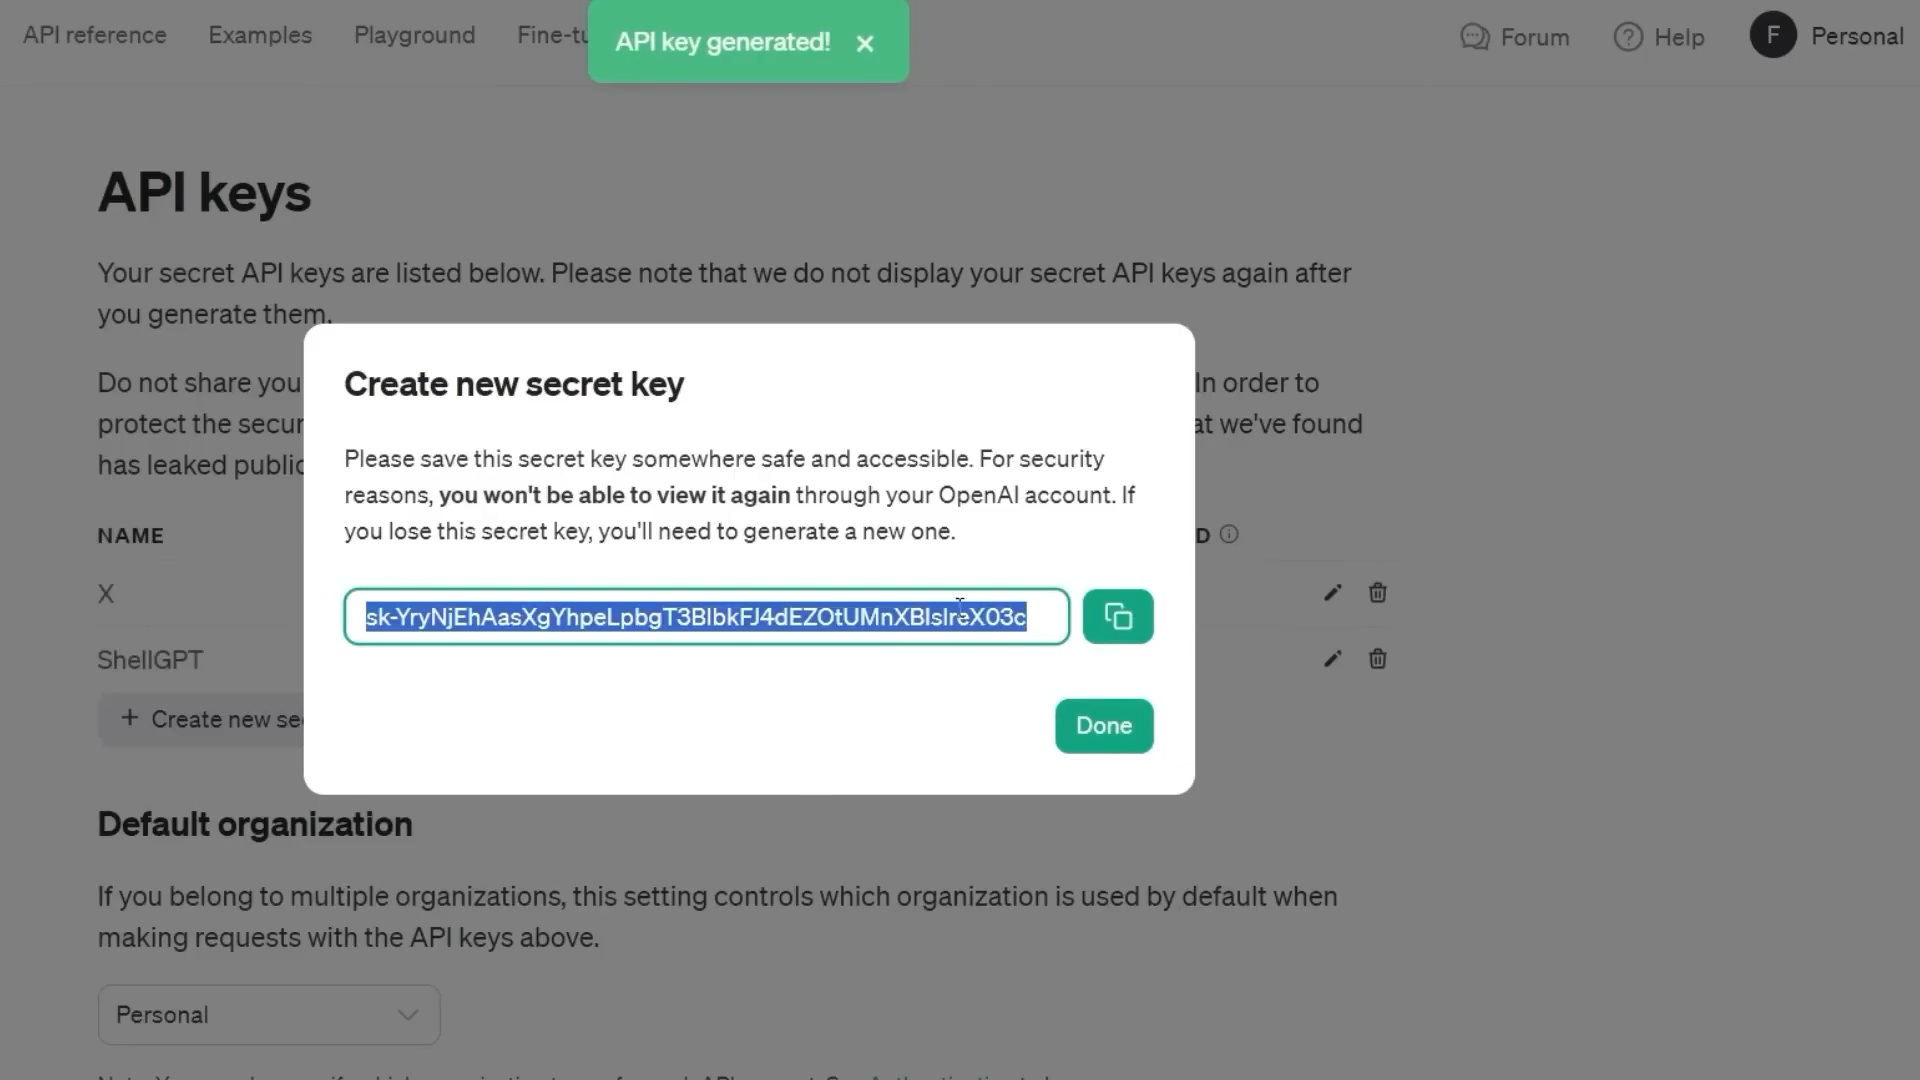 API reference
Examples
Playground
Fine-tu
API key generated!
Forum
Help
F
Personal
API keys
Your secret API keys are listed below. Please note that we do not display your secret API keys again after
you generate them.
Do not share you
In order to
protect the secur
at we've found
has leaked public
Create new secret key
Please save this secret key somewhere safe and accessible. For security
reasons, you won't be able to view it again through your OpenAI account. If
you lose this secret key, you'll need to generate a new one.
NAME
D
X
ShellGPT
+ Create new se
Done
Default organization
If you belong to multiple organizations, this setting controls which organization is used by default when
making requests with the API keys above.
Personal